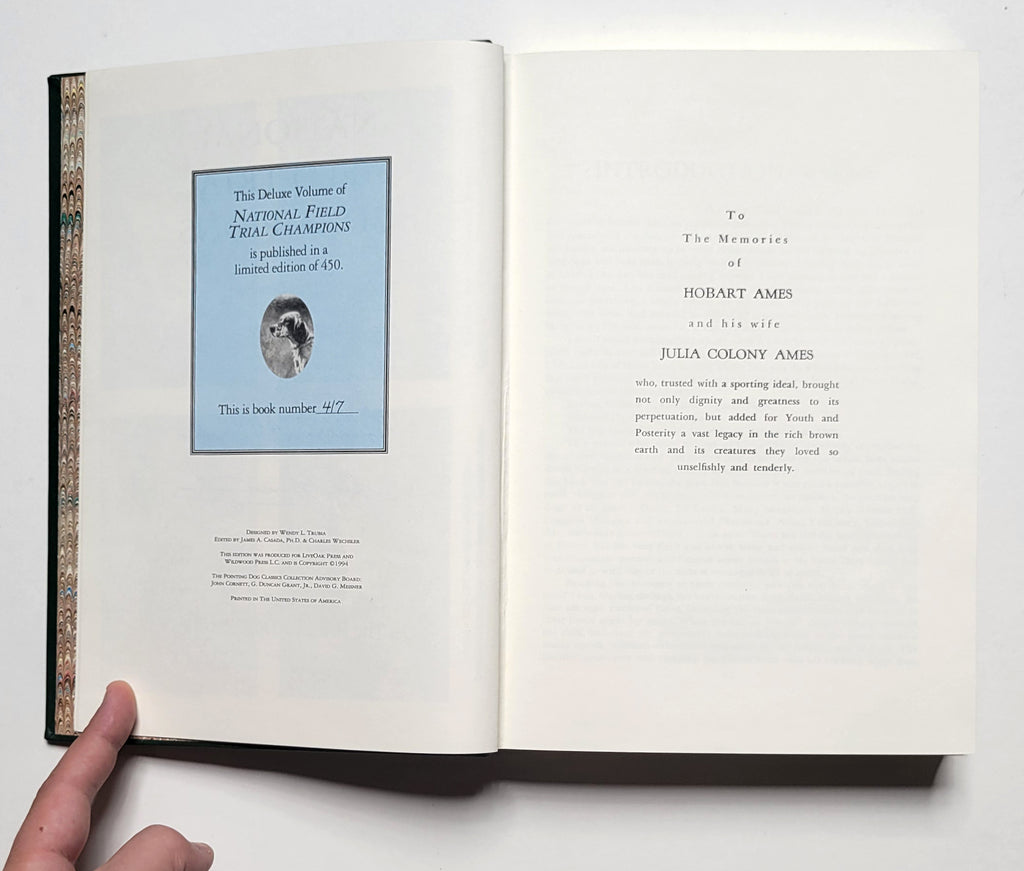 This Deluxe Volume of
NATIONAL FIELD
TRIAL CHAMPIONS
is published in a
limited edition of 450.
This is book number 417
DESIGNED BY WENDY L. TRUBIA
EDITED BY JAMES A. CASADA, PH.D. & CHARLES WECHSLER
THIS EDITION WAS PRODUCED FOR LIVEOAK PRESS AND
WILDWOOD PRESS L.C. AND IS COPYRIGHT ©1994
THE POINTING DOG CLASSICS COLLECTION ADVISORY BOARD:
JOHN CORNETT, G. DUNCAN GRANT, JR., DAVID G. MEISNER
PRINTED IN THE UNITED STATES OF AMERICA
To
The Memories
of
HOBART AMES
and his wife
JULIA COLONY AMES
who, trusted with a sporting ideal, brought
not only dignity and greatness to its
perpetuation, but added for Youth and
Posterity a vast legacy in the rich brown
earth and its creatures they loved so
unselfishly and tenderly.